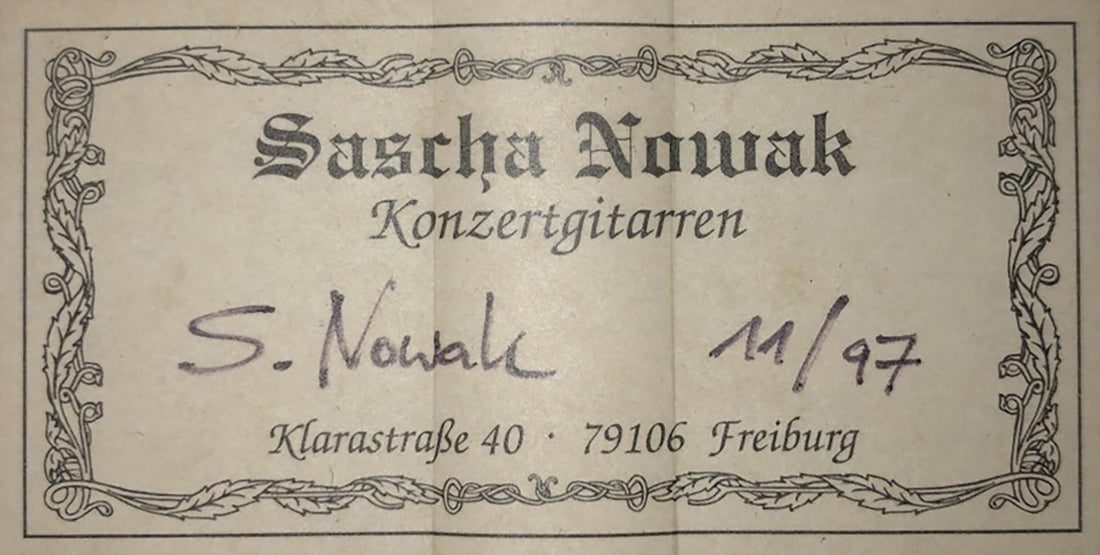 Sascha Nowak
Konzertgitarren
S. Nowak 11/97
Klarastraße 40 · 79106 Freiburg